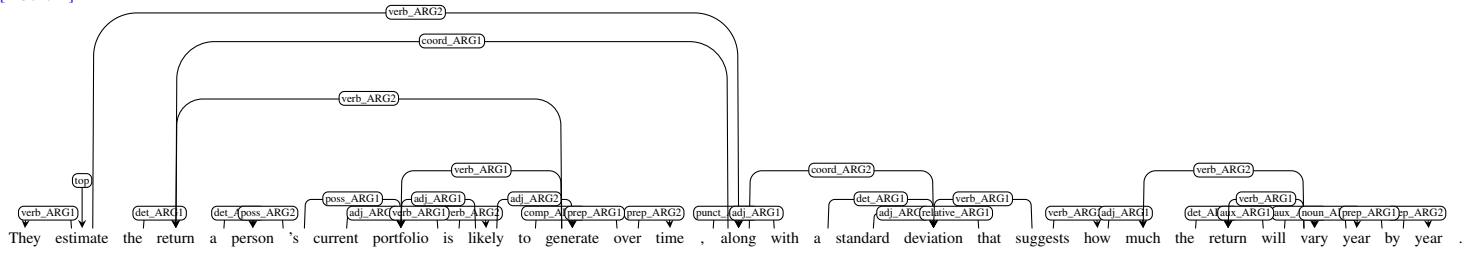 verb_ARG2
coord_ARG1
verb_ARG2
verb_ARG1 coord_ARG2 verb_ARG2
top
poss_ARG1 adj_ARG1 adj_ARG2 det_ARG1 verb_ARG1 verb_ARG1
verb_ARG1 det_ARG1 poss_ARG2 verb_ARG1 prep_ARG1 prep_ARG2 adj_ARG1 relative_ARG1 adj_ARG1 aux_ARG1 prep_ARG1
They estimate the return a person 's current portfolio is likely to generate over time , along with a standard deviation that suggests how much the return will vary year by year .